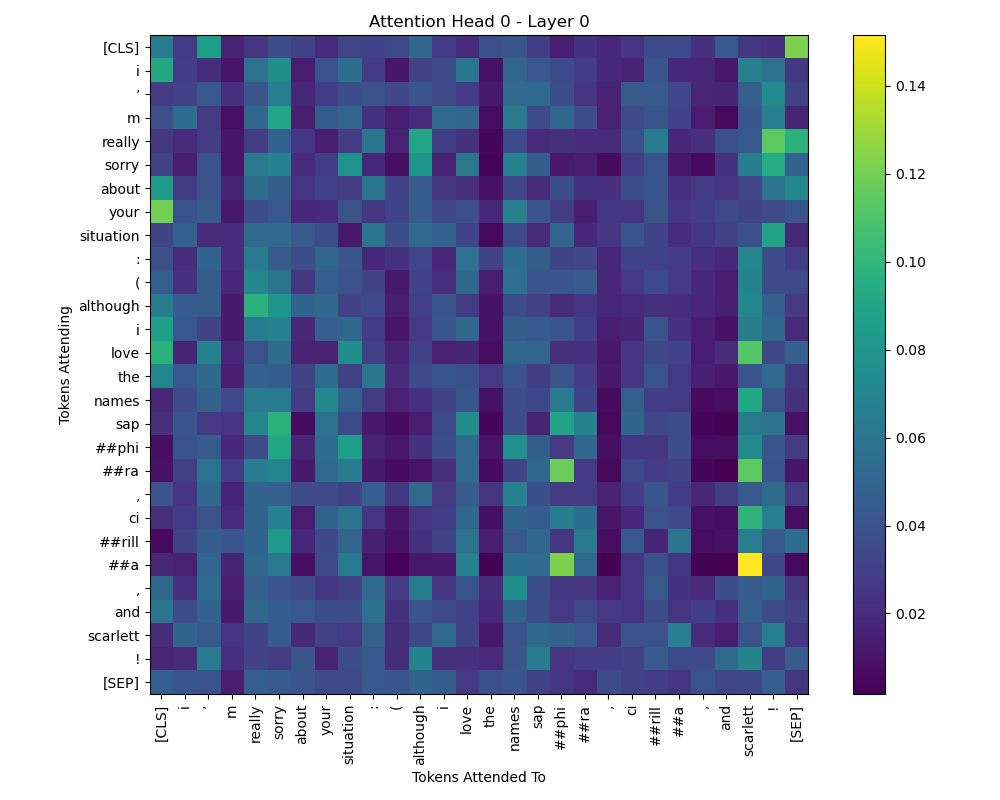 Attention Head 0 - Layer 0
Tokens Attending
[CLS]
i
’
m
really
sorry
about
your
situation
:
(
although
i
love
the
names
sap
##phi
##ra
,
ci
##rill
##a
,
and
scarlett
!
[SEP]
[CLS]
i
’
m
really
sorry
about
your
situation
:
(
although
i
love
the
names
sap
##phi
##ra
,
ci
##rill
##a
,
and
scarlett
!
[SEP]
Tokens Attended To
0.14
0.12
0.10
0.08
0.06
0.04
0.02